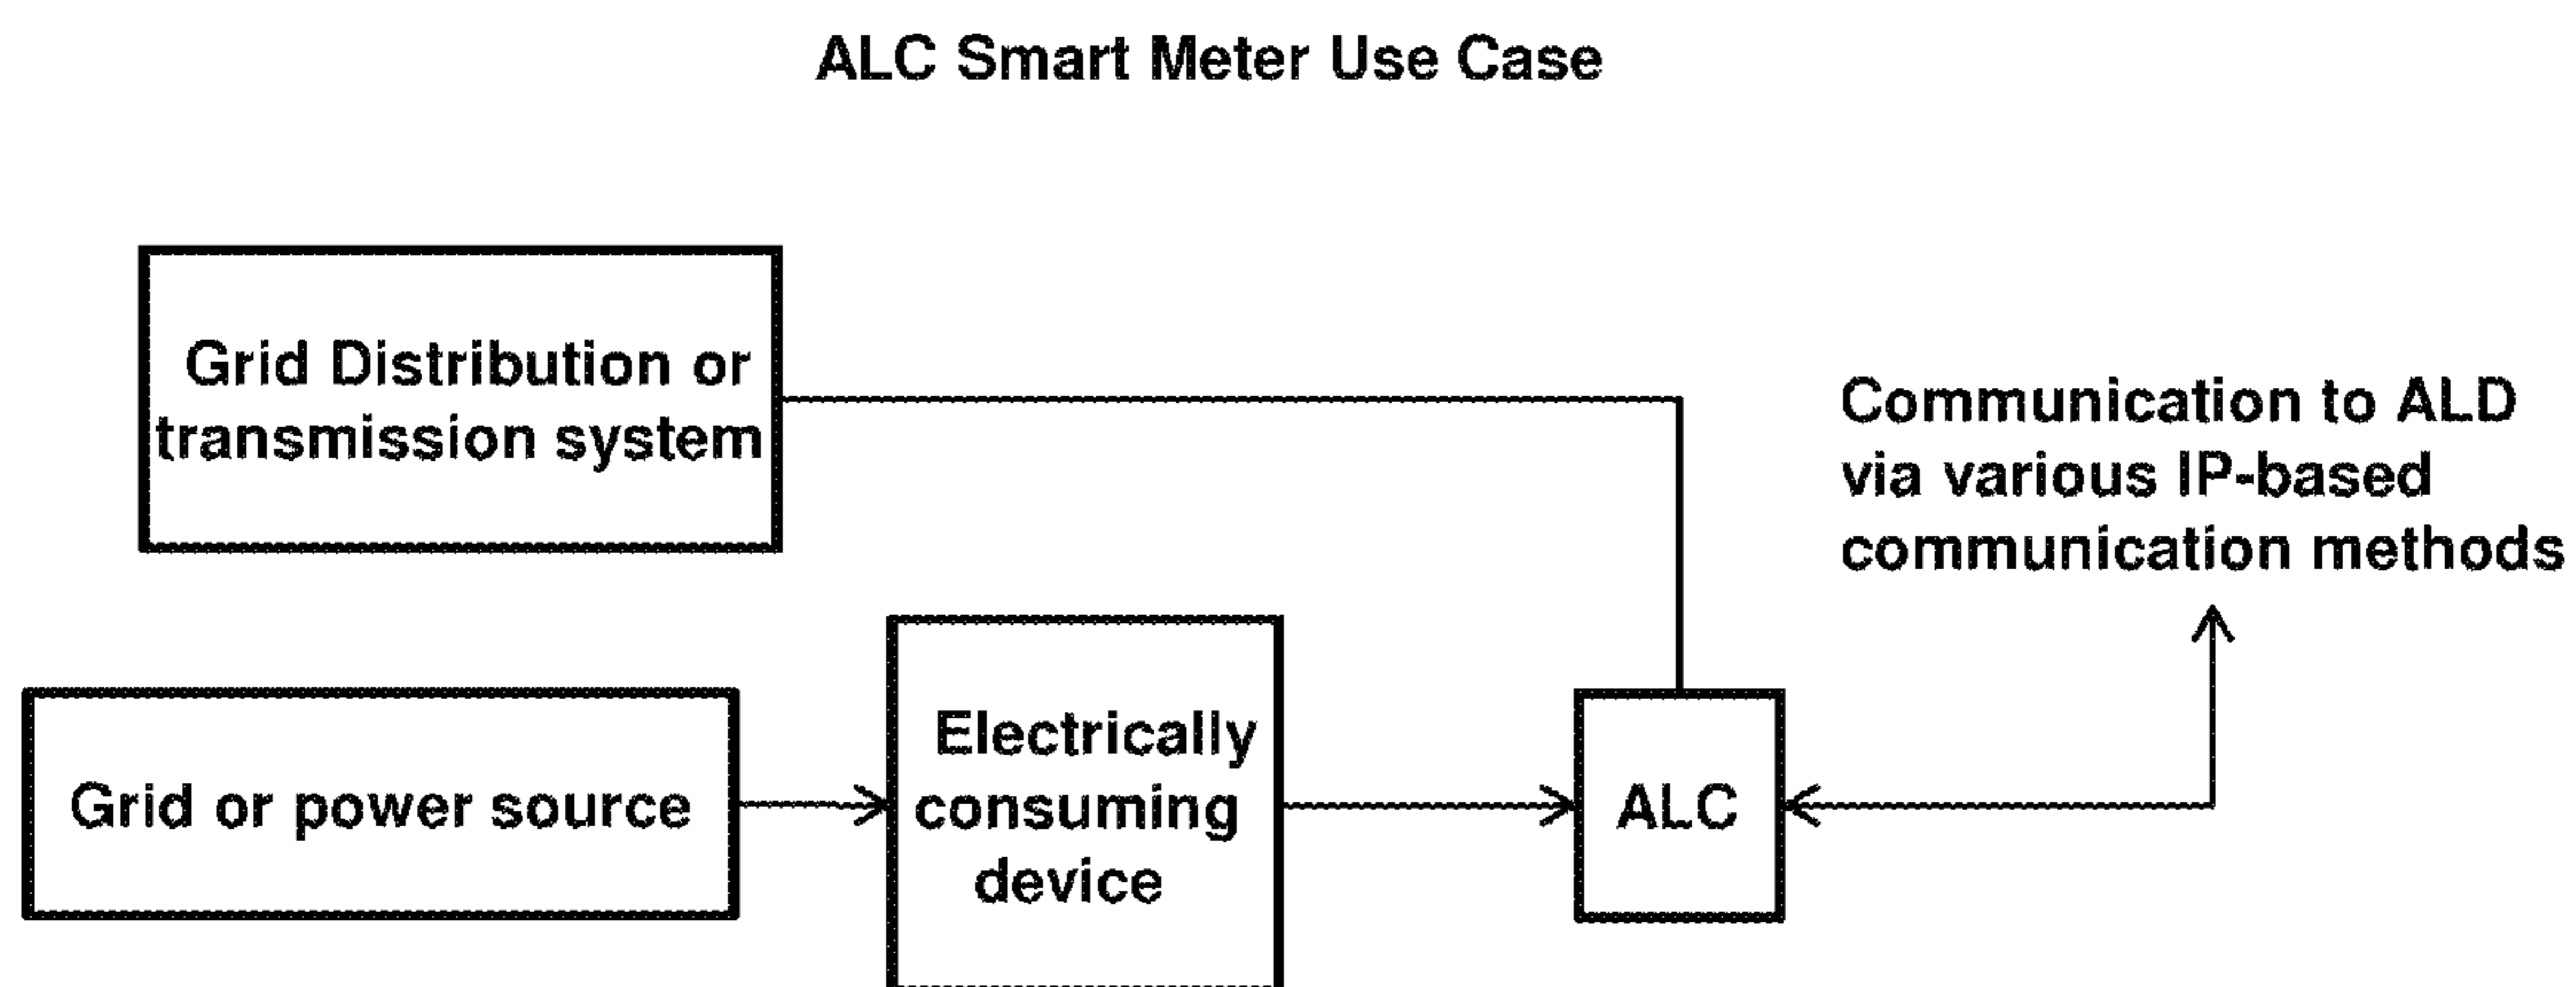 ALC Smart Meter Use Case
Grid Distribution or
transmission system
Communication to ALD
via various IP-based
communication methods
Grid or power source
Electrically
consuming
device
ALC